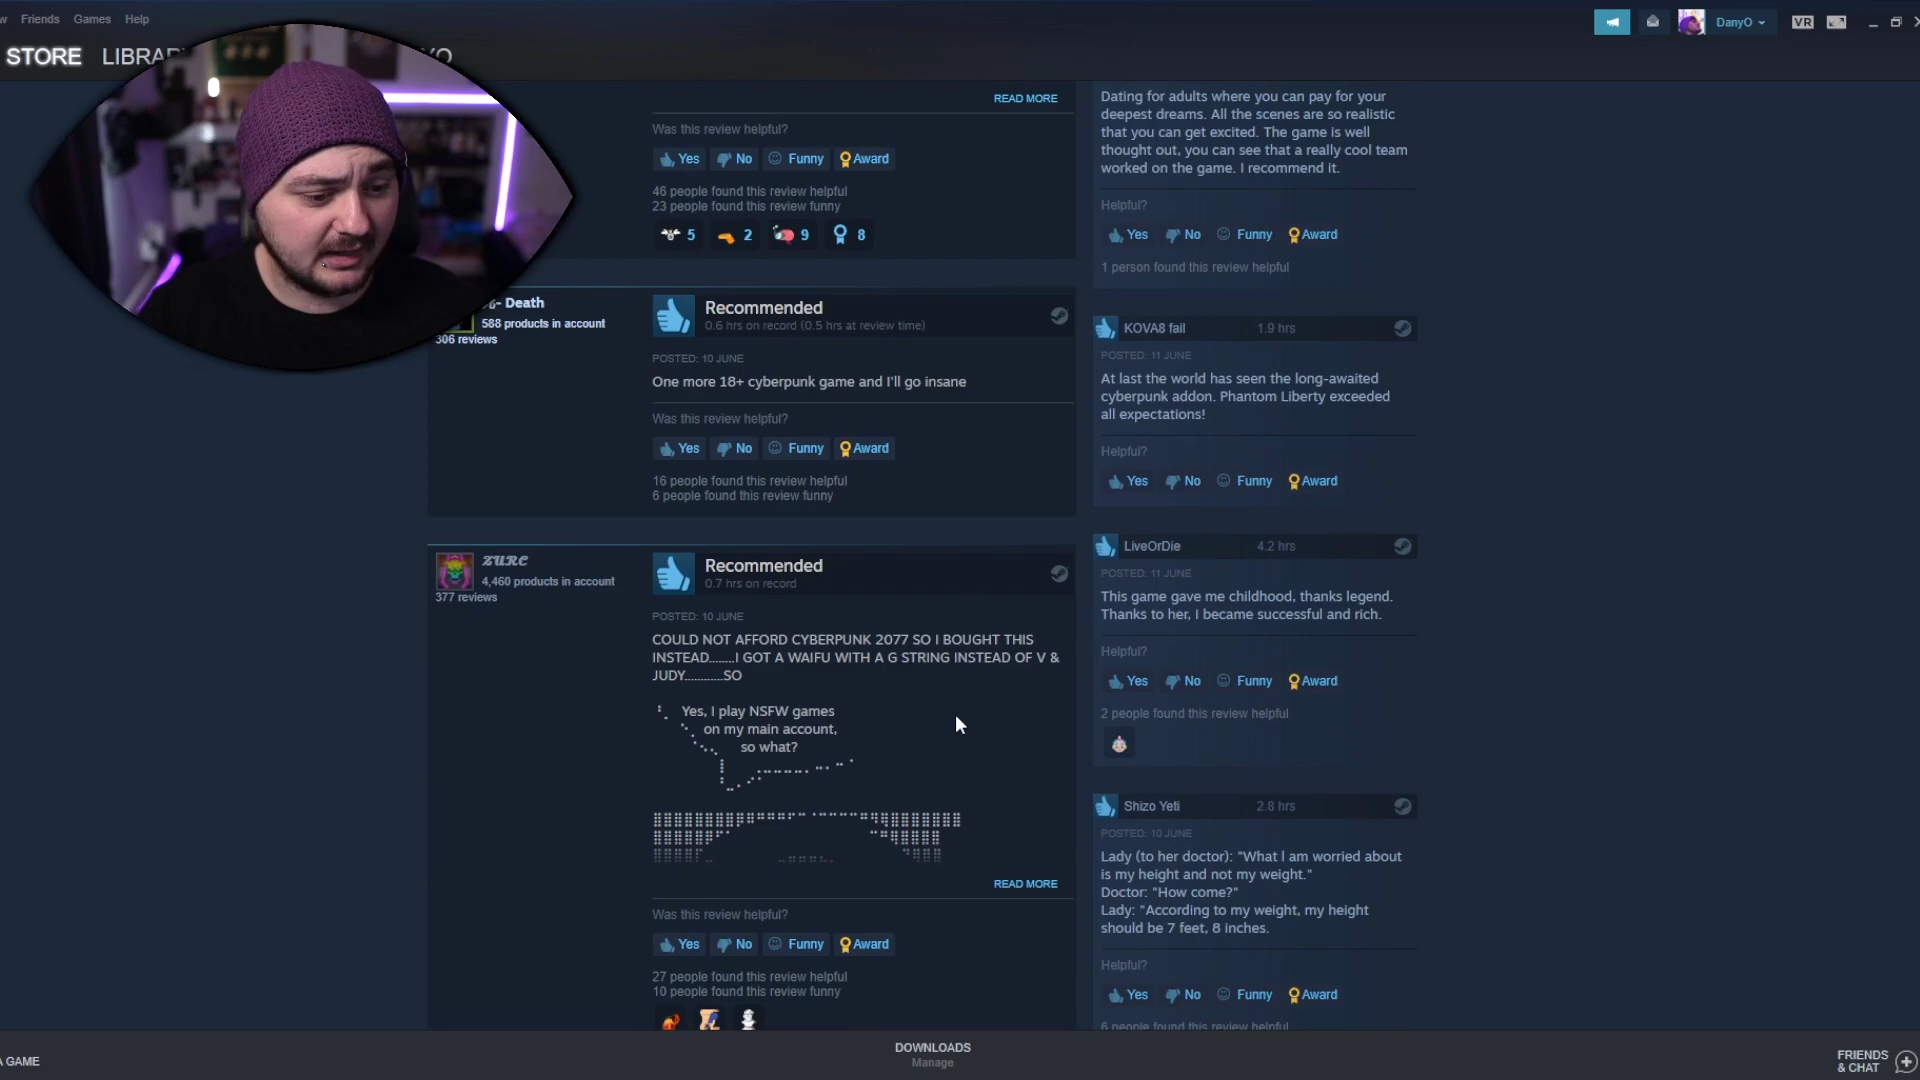 Friends Games Help
DanyO
VR
STORE
READ MORE
Was this review helpful?
Yes No Funny Award
46 people found this review helpful
23 people found this review funny
5 2 9 8
- Death
588 products in account
306 reviews
Recommended
0.6 hrs on record (0.5 hrs at review time)
POSTED: 10 JUNE
One more 18+ cyberpunk game and I'll go insane
Was this review helpful?
Yes No Funny Award
16 people found this review helpful
6 people found this review funny
ZURC
4,460 products in account
377 reviews
Recommended
0.7 hrs on record
POSTED: 10 JUNE
COULD NOT AFFORD CYBERPUNK 2077 SO I BOUGHT THIS
INSTEAD........I GOT A WAIFU WITH A G STRING INSTEAD OF V &
JUDY............SO
Yes, I play NSFW games
on my main account,
so what?
READ MORE
Was this review helpful?
Yes No Funny Award
27 people found this review helpful
10 people found this review funny
Dating for adults where you can pay for your
deepest dreams. All the scenes are so realistic
that you can get excited. The game is well
thought out, you can see that a really cool team
worked on the game. I recommend it.
Helpful?
Yes No Funny Award
1 person found this review helpful
KOVA8 fail 1.9 hrs
POSTED: 11 JUNE
At last the world has seen the long-awaited
cyberpunk addon. Phantom Liberty exceeded
all expectations!
Helpful?
Yes No Funny Award
LiveOrDie 4.2 hrs
POSTED: 11 JUNE
This game gave me childhood, thanks legend.
Thanks to her, I became successful and rich.
Helpful?
Yes No Funny Award
2 people found this review helpful
Shizo Yeti 2.8 hrs
POSTED: 10 JUNE
Lady (to her doctor): "What I am worried about
is my height and not my weight."
Doctor: "How come?"
Lady: "According to my weight, my height
should be 7 feet, 8 inches.
Helpful?
Yes No Funny Award
6 people found this review helpful
A GAME
DOWNLOADS
Manage
FRIENDS
& CHAT